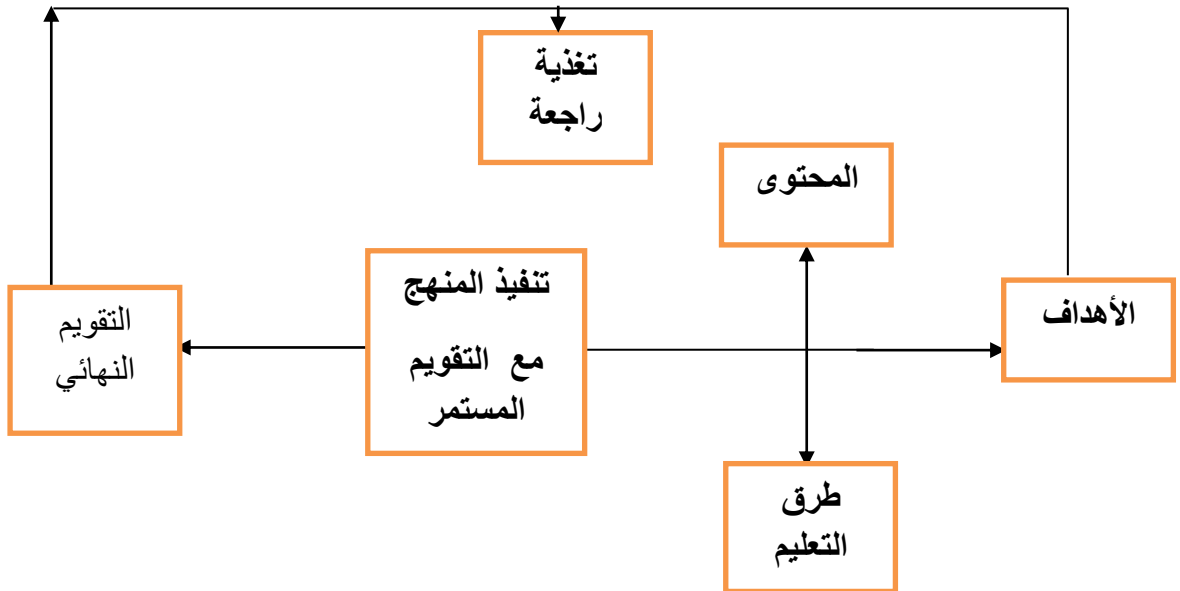 تغذية
راجعة
المحتوى
الأهداف
تنفيذ المنهج
مع التقويم
المستمر
التقويم
النهائي
طرق
التعليم